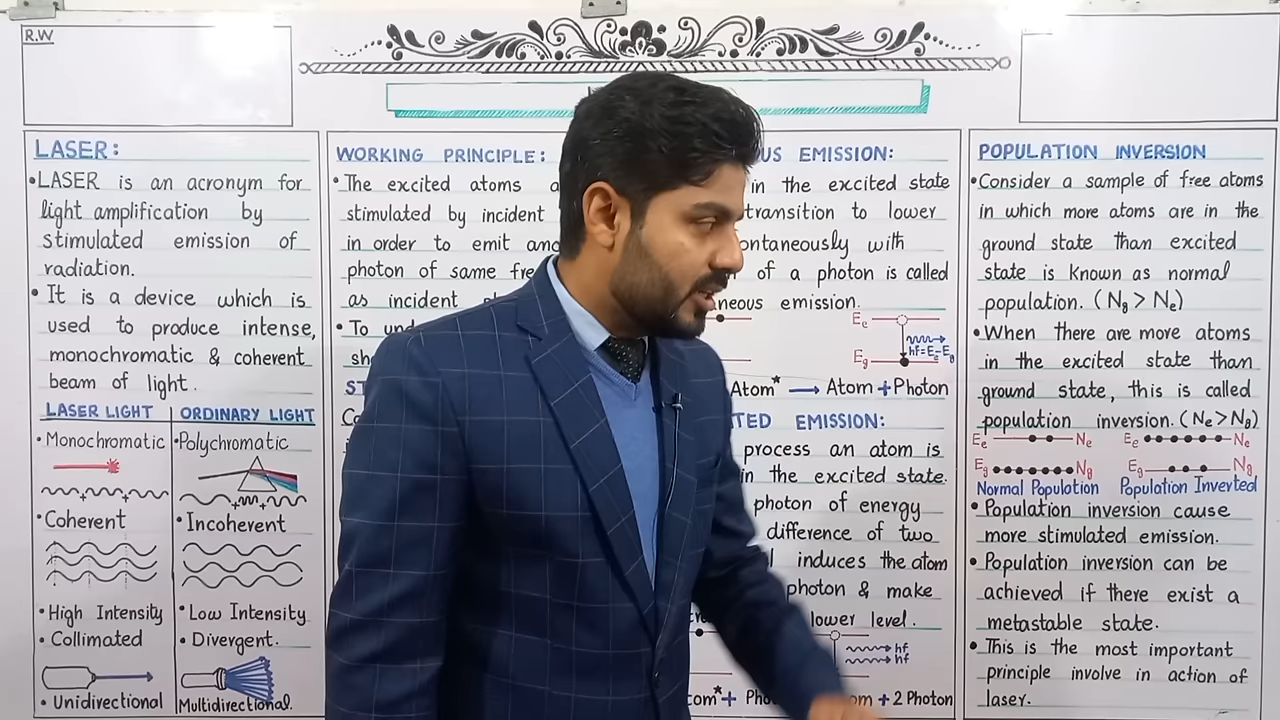 R.W
LASER:
•LASER is an acronym for
light amplification by
stimulated emission of
radiation.
• It is a device which is
used to produce intense,
monochromatic & coherent
beam of light.
LASER LIGHT
ORDINARY LIGHT
• Monochromatic
• Polychromatic
• Coherent
• Incoherent
• High Intensity
• Low Intensity
• Collimated
• Divergent.
• Unidirectional
Multidirectional.
WORKING PRINCIPLE:
• The excited atoms
stimulated by incident
in order to emit
photon of same
as incident
• To
US EMISSION:
in the excited state
transition to lower
with
of a photon is called
emission.
Ee
Eg
hf=Ee-Eg
Atom* → Atom + Photon
TED EMISSION:
process an atom is
in the excited state.
photon of energy
difference of two
induces the atom
photon & make
lower level.
hf
hf
+ 2 Photon
POPULATION INVERSION
• Consider a sample of free atoms
in which more atoms are in the
ground state than excited
state is known as normal
population. (Ng > Ne)
• When there are more atoms
in the excited state than
ground state, this is called
population inversion. (Ne > Ng)
Ee Ne Ee Ne
Eg Ng Eg Ng
Normal Population Population Inverted
• Population inversion cause
more stimulated emission.
• Population inversion can be
achieved if there exist a
metastable state.
• This is the most important
principle involve in action of
laser.